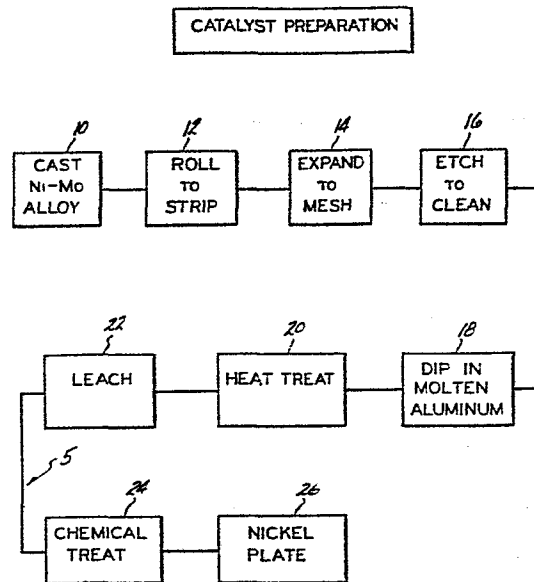 CATALYST PREPARATION
10
12
14
16
CAST
Ni-Mo
ALLOY
ROLL
TO
STRIP
EXPAND
TO
MESH
ETCH
TO
CLEAN
22
20
18
LEACH
HEAT TREAT
DIP IN
MOLTEN
ALUMINUM
5
24
26
CHEMICAL
TREAT
NICKEL
PLATE